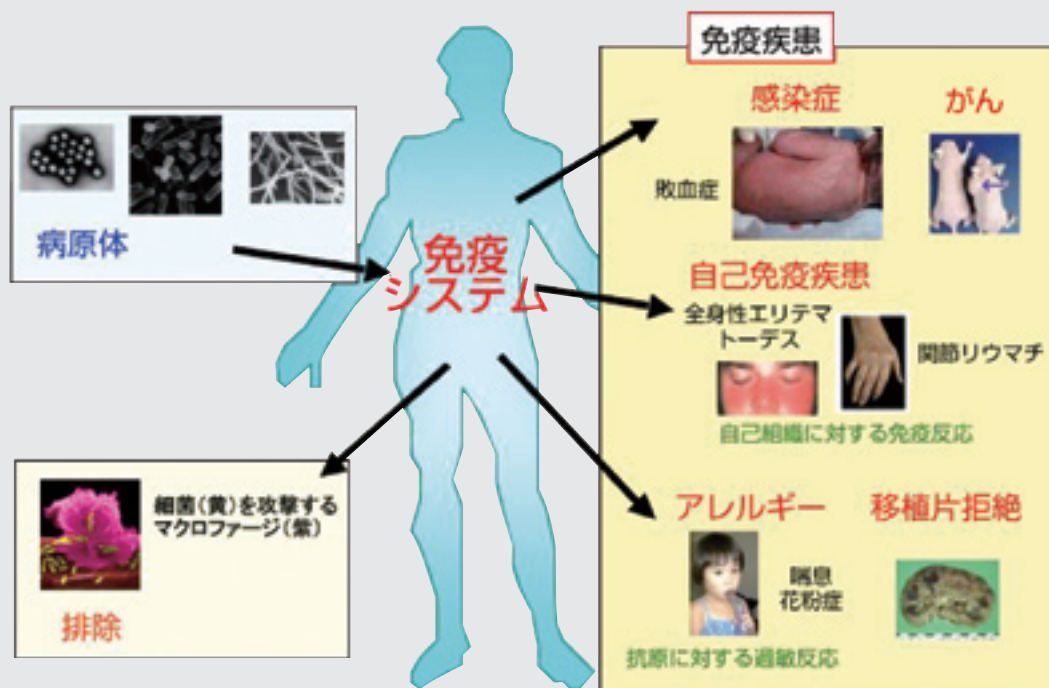 病原体
免疫
システム
細菌(黄)を攻撃する
マクロファージ(紫)
排除
免疫疾患
感染症
がん
敗血症
自己免疫疾患
全身性エリテマ
トーデス
関節リウマチ
自己組織に対する免疫反応
アレルギー
移植片拒絶
喘息
花粉症
抗原に対する過敏反応